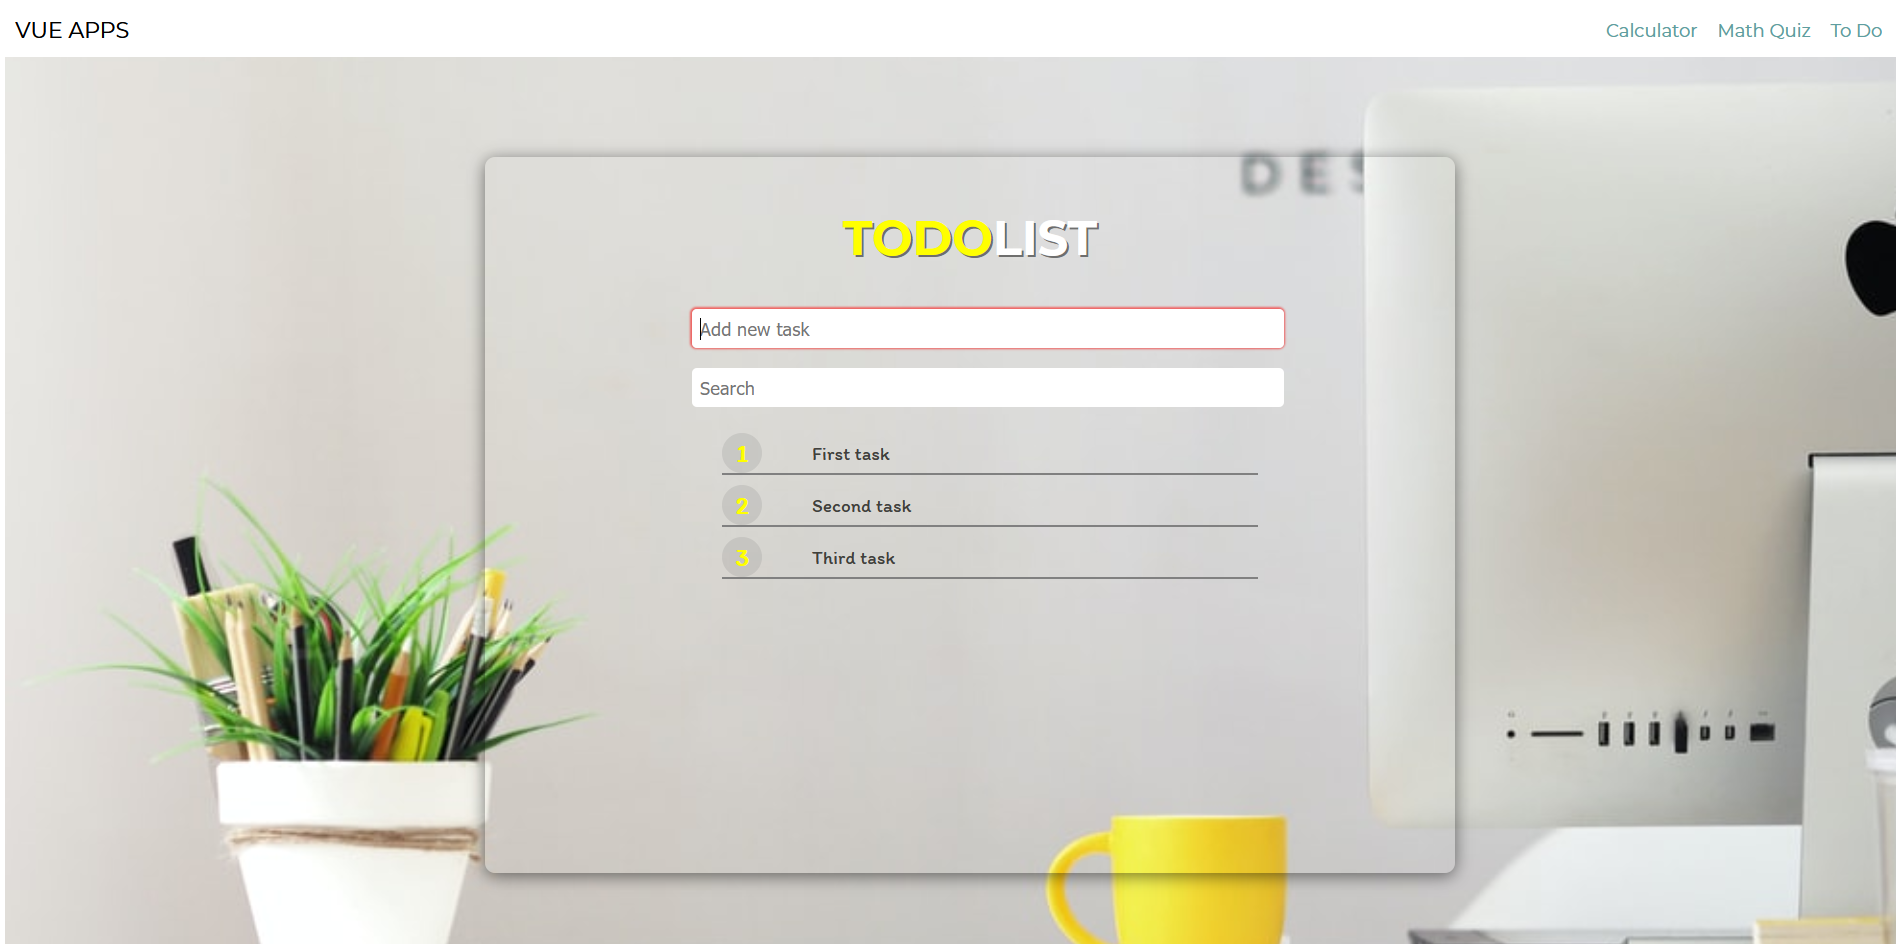 VUE APPS
Calculator Math Quiz To Do
DES
TODOLIST
Add new task
Search
1 First task
2 Second task
3 Third task